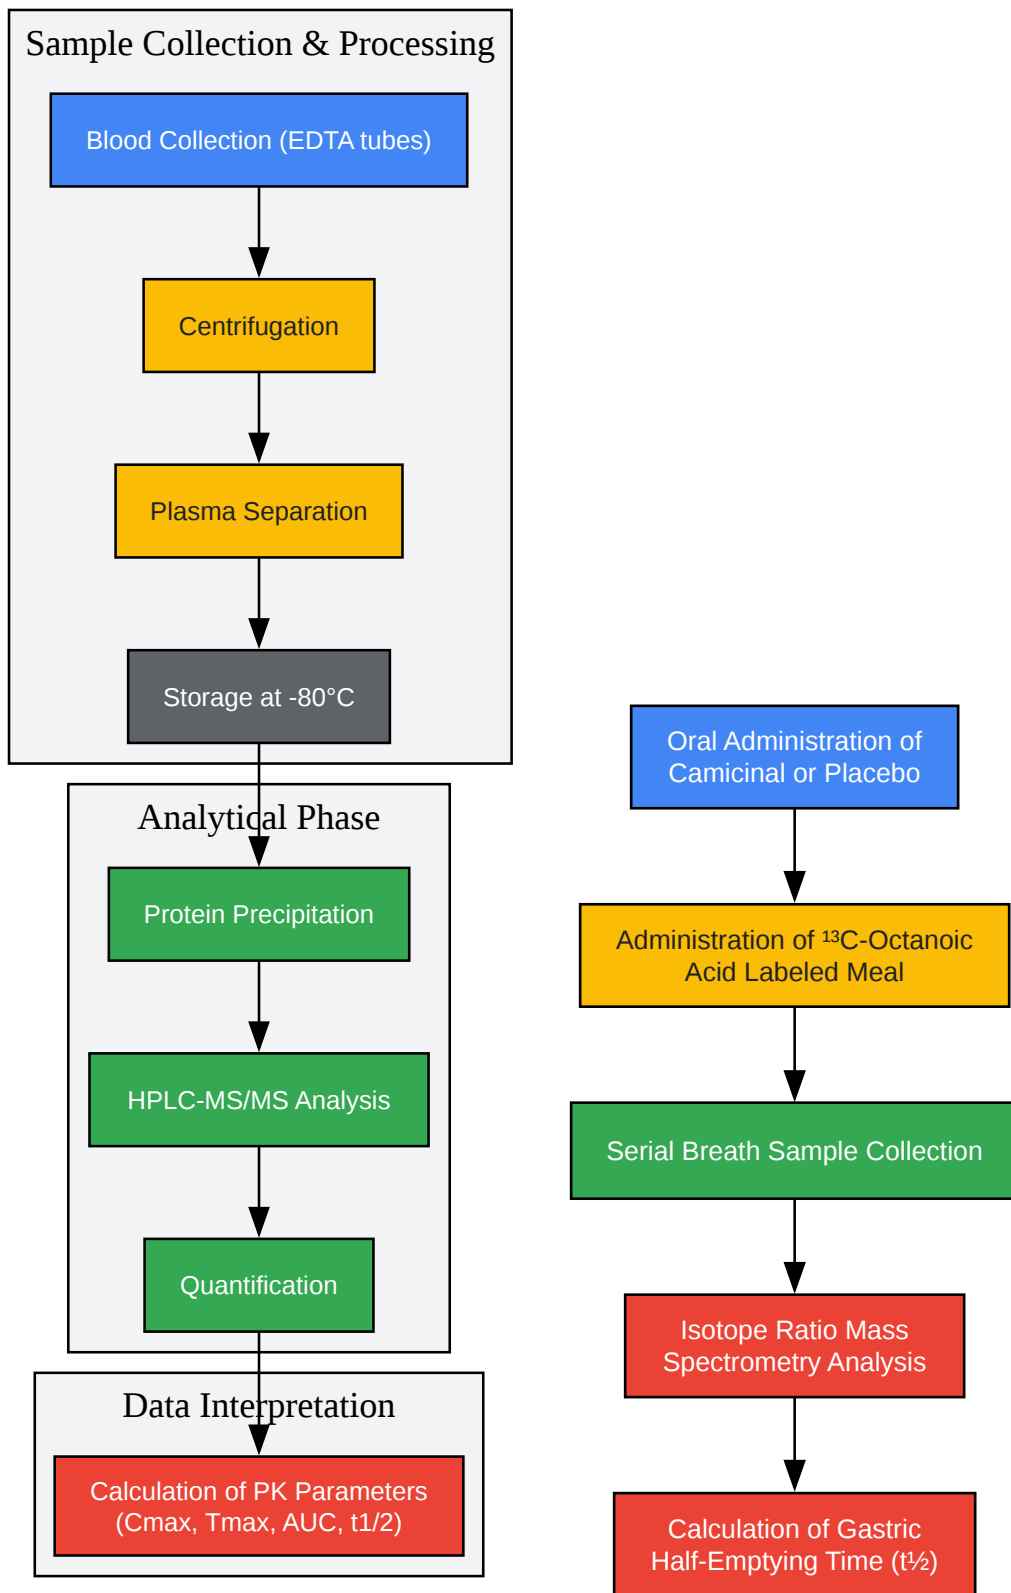 Sample Collection & Processing
Blood Collection (EDTA tubes)
Centrifugation
Plasma Separation
Storage at -80°C
Analytical Phase
Protein Precipitation
HPLC-MS/MS Analysis
Quantification
Data Interpretation
Calculation of PK Parameters
(Cmax, Tmax, AUC, t1/2)
Oral Administration of
Camicinal or Placebo
Administration of ¹³C-Octanoic
Acid Labeled Meal
Serial Breath Sample Collection
Isotope Ratio Mass
Spectrometry Analysis
Calculation of Gastric
Half-Emptying Time (t½)